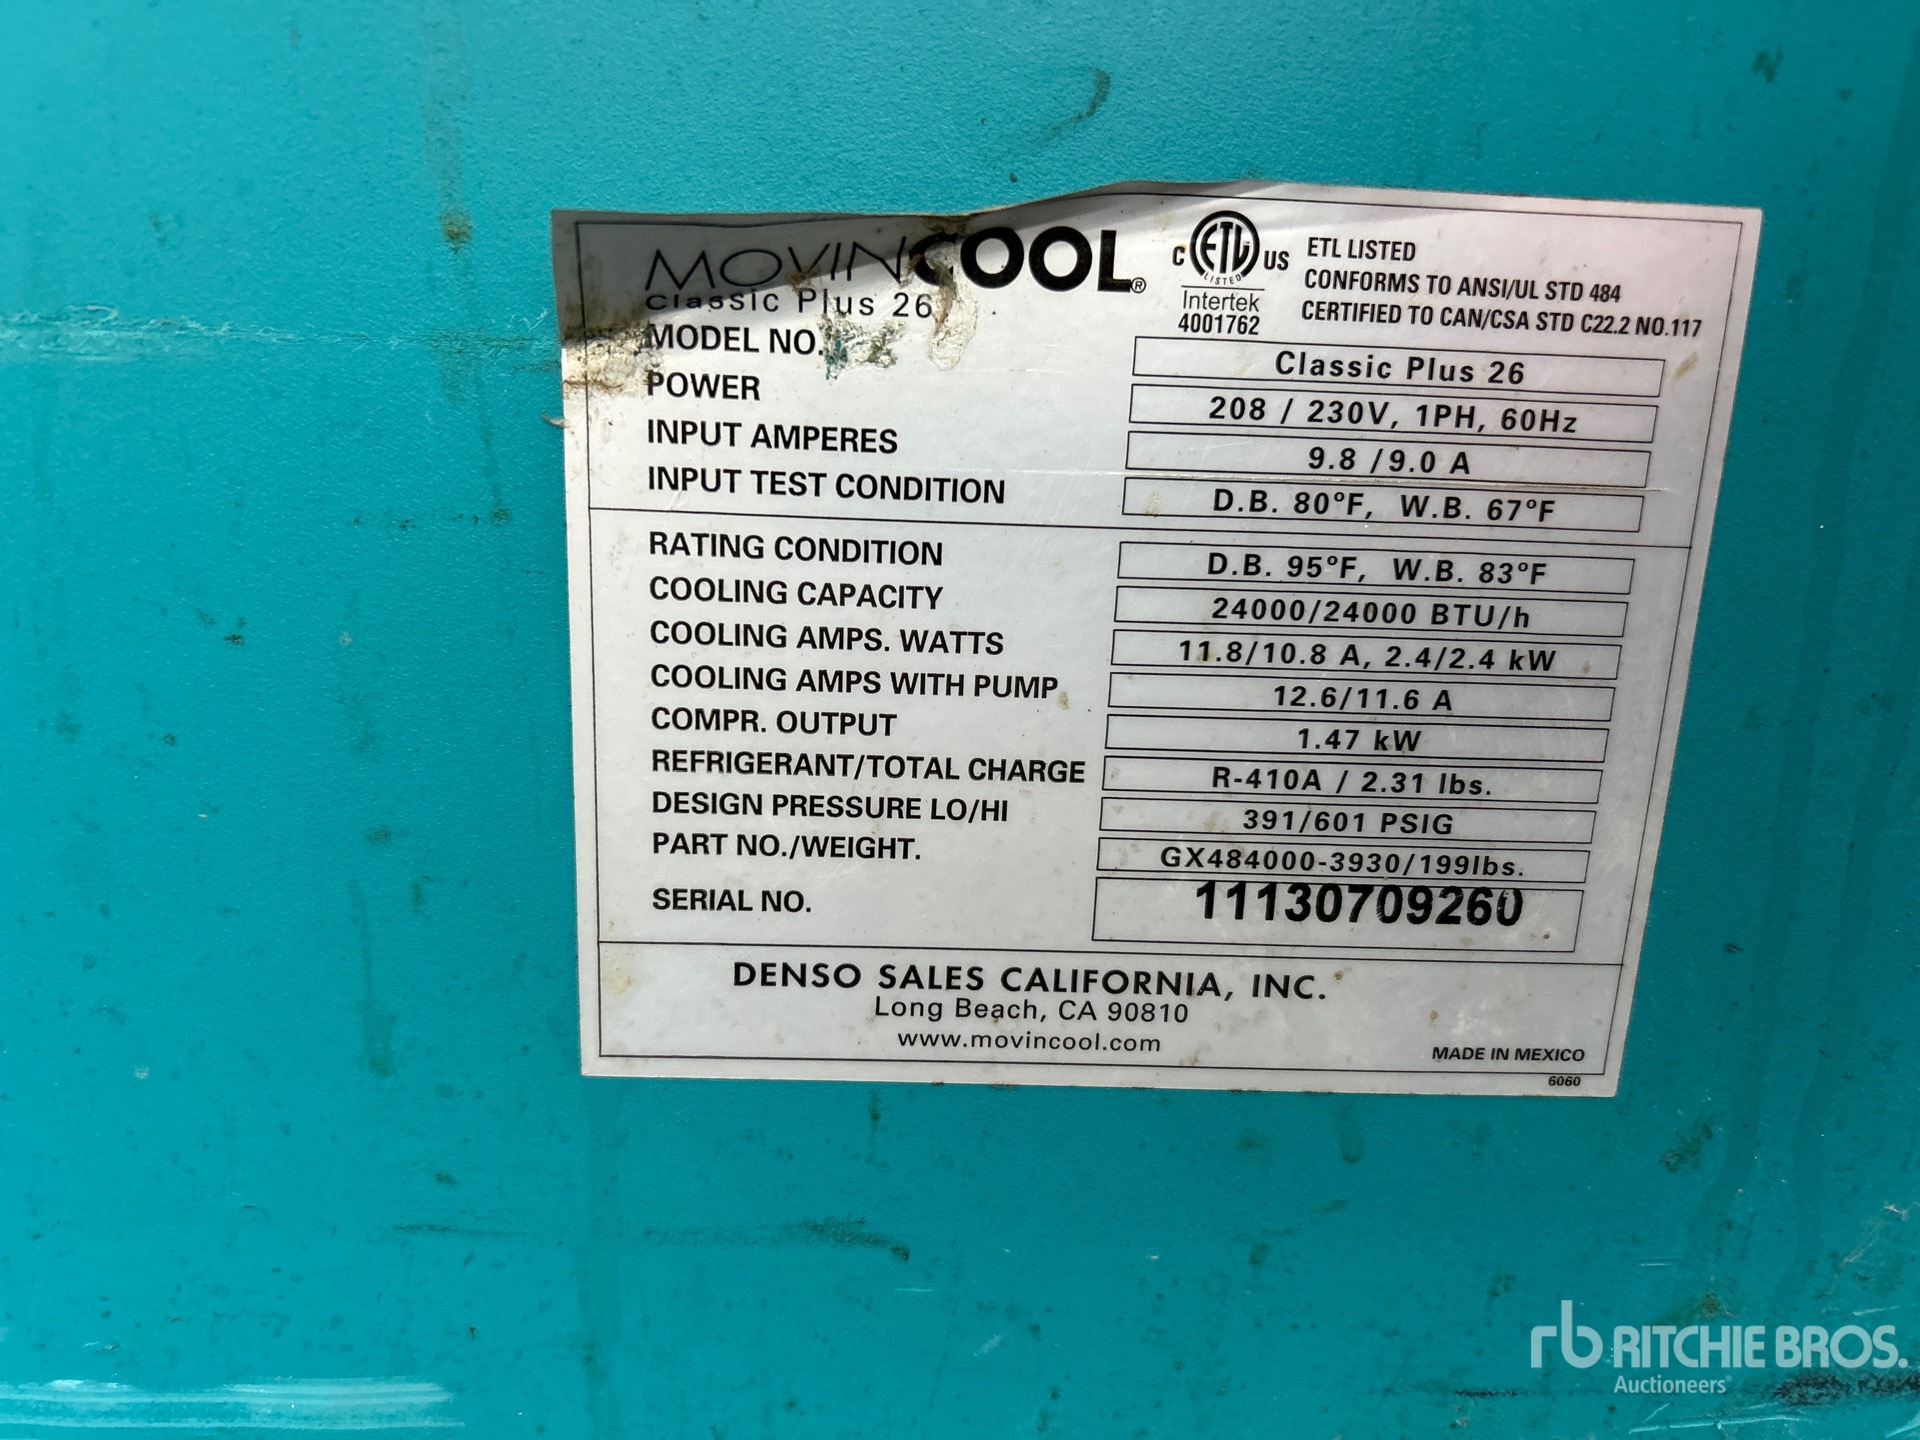 MOVINCOOL®
Classic Plus 26
C ETL LISTED US
Intertek
4001762
ETL LISTED
CONFORMS TO ANSI/UL STD 484
CERTIFIED TO CAN/CSA STD C22.2 NO.117
MODEL NO. Classic Plus 26
POWER 208 / 230V, 1PH, 60Hz
INPUT AMPERES 9.8 /9.0 A
INPUT TEST CONDITION D.B. 80°F, W.B. 67°F
RATING CONDITION D.B. 95°F, W.B. 83°F
COOLING CAPACITY 24000/24000 BTU/h
COOLING AMPS. WATTS 11.8/10.8 A, 2.4/2.4 kW
COOLING AMPS WITH PUMP 12.6/11.6 A
COMPR. OUTPUT 1.47 kW
REFRIGERANT/TOTAL CHARGE R-410A / 2.31 lbs.
DESIGN PRESSURE LO/HI 391/601 PSIG
PART NO./WEIGHT. GX484000-3930/199lbs.
SERIAL NO. 11130709260
DENSO SALES CALIFORNIA, INC.
Long Beach, CA 90810
www.movincool.com
MADE IN MEXICO
6060
rb RITCHIE BROS.
Auctioneers